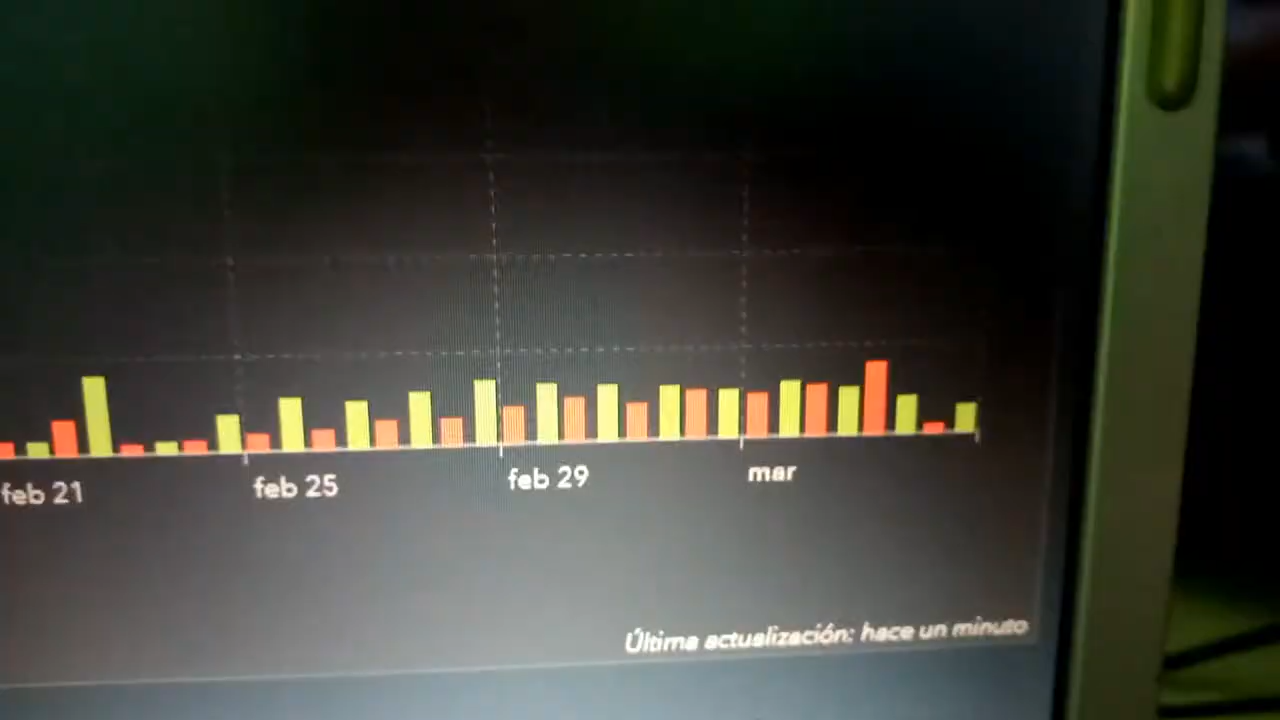 feb 21
feb 25
feb 29
mar
Última actualización: hace un minuto